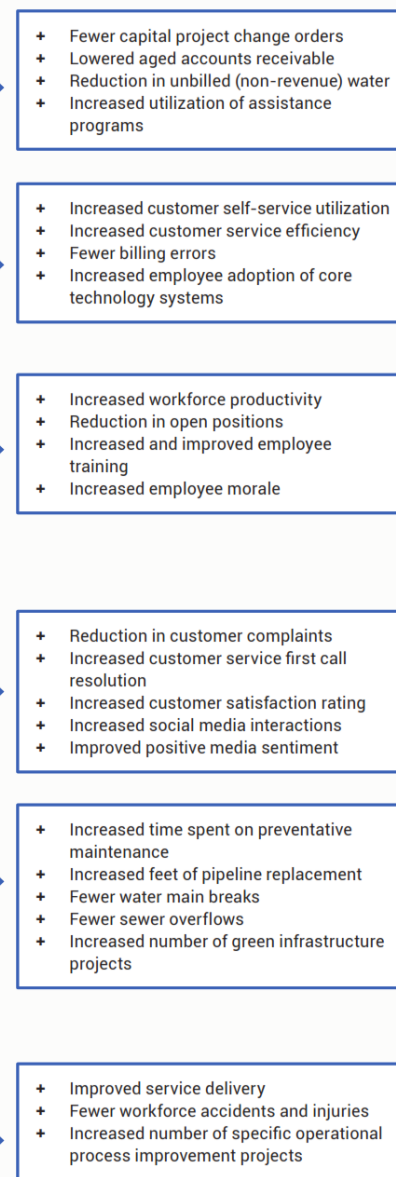 + Fewer capital project change orders
+ Lowered aged accounts receivable
+ Reduction in unbilled (non-revenue) water
+ Increased utilization of assistance
programs
+ Increased customer self-service utilization
+ Increased customer service efficiency
+ Fewer billing errors
+ Increased employee adoption of core
technology systems
+ Increased workforce productivity
+ Reduction in open positions
+ Increased and improved employee
training
+ Increased employee morale
+ Reduction in customer complaints
+ Increased customer service first call
resolution
+ Increased customer satisfaction rating
+ Increased social media interactions
+ Improved positive media sentiment
+ Increased time spent on preventative
maintenance
+ Increased feet of pipeline replacement
+ Fewer water main breaks
+ Fewer sewer overflows
+ Increased number of green infrastructure
projects
+ Improved service delivery
+ Fewer workforce accidents and injuries
+ Increased number of specific operational
process improvement projects